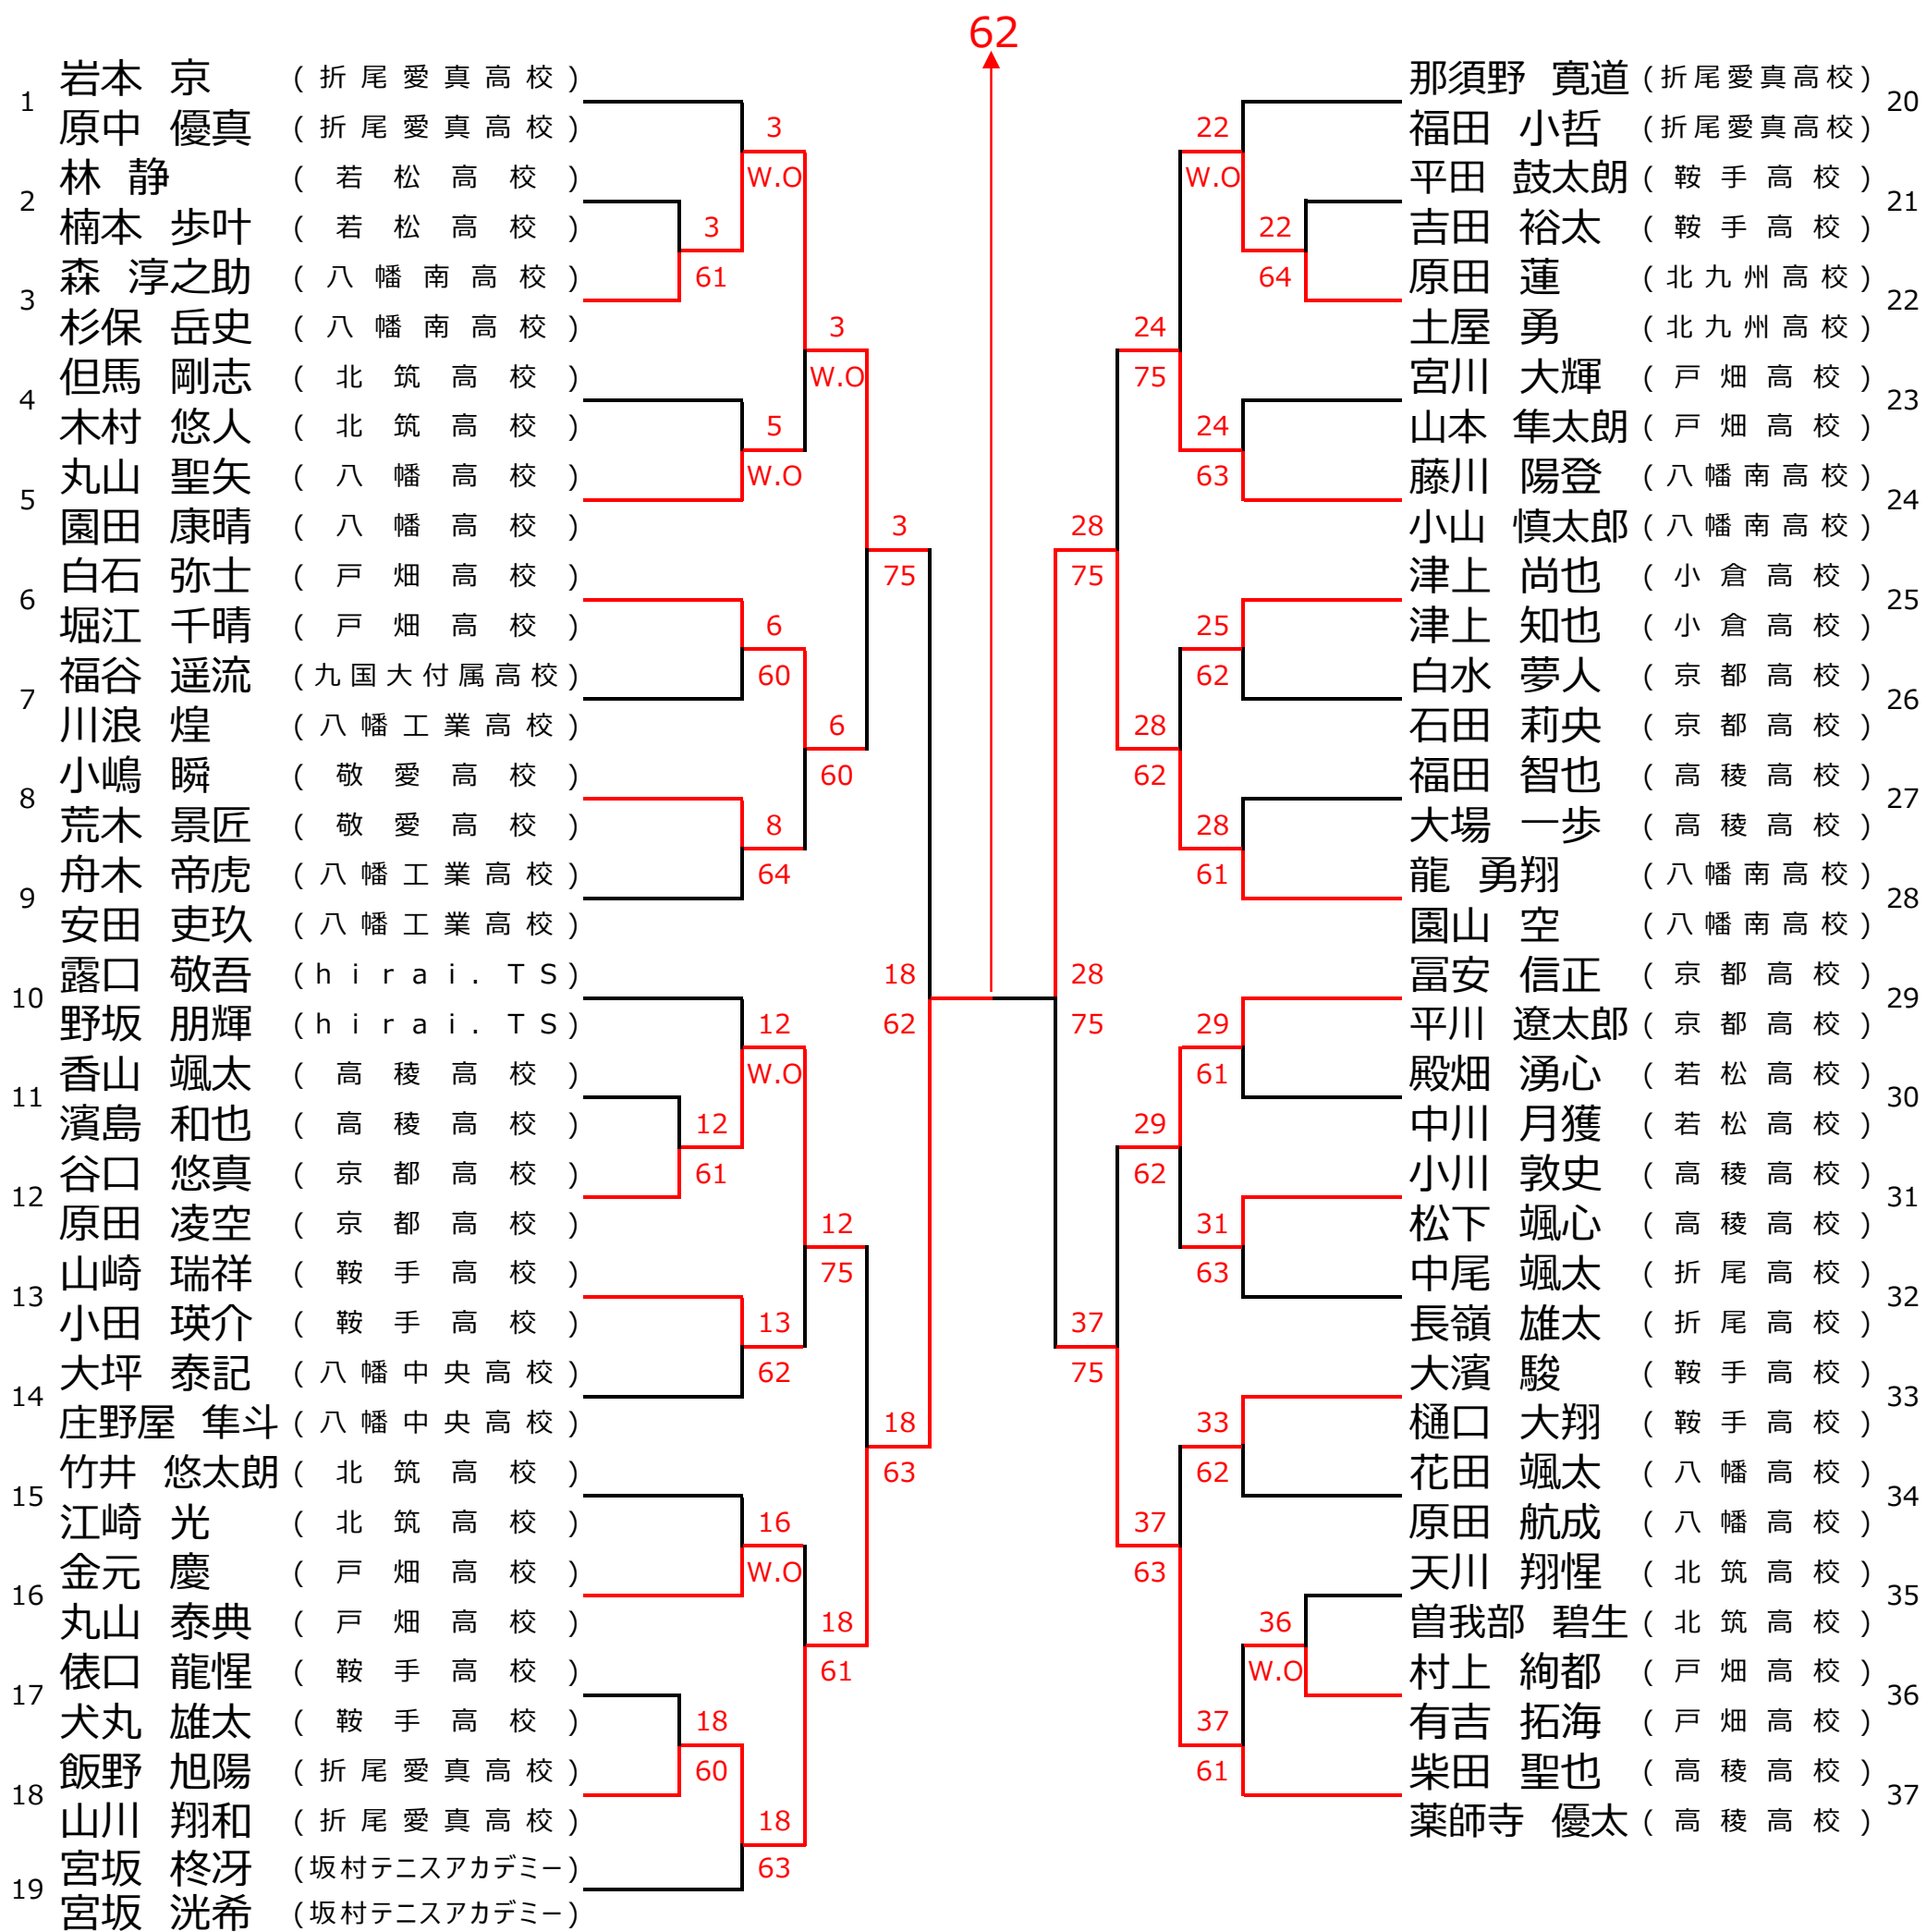 62
岩本 京 (折尾愛真高校)
1
原中 優真 (折尾愛真高校)
3
林 静 (若松高校)
W.O
2
楠本 歩叶 (若松高校)
3
森 淳之助 (八幡南高校)
61
3
杉保 岳史 (八幡南高校)
3
但馬 剛志 (北筑高校)
W.O
4
木村 悠人 (北筑高校)
5
丸山 聖矢 (八幡高校)
W.O
5
園田 康晴 (八幡高校)
3
白石 弥士 (戸畑高校)
75
6
堀江 千晴 (戸畑高校)
6
福谷 遥流 (九国大付属高校)
60
7
川浪 煌 (八幡工業高校)
6
小嶋 瞬 (敬愛高校)
60
8
荒木 景匠 (敬愛高校)
8
舟木 帝虎 (八幡工業高校)
64
9
安田 吏玖 (八幡工業高校)
露口 敬吾 (hirai.TS)
18
10
野坂 朋輝 (hirai.TS)
12
62
香山 颯太 (高稜高校)
W.O
11
濱島 和也 (高稜高校)
12
谷口 悠真 (京都高校)
61
12
原田 凌空 (京都高校)
12
山崎 瑞祥 (鞍手高校)
75
13
小田 瑛介 (鞍手高校)
13
大坪 泰記 (八幡中央高校)
62
14
庄野屋 隼斗 (八幡中央高校)
18
竹井 悠太朗 (北筑高校)
63
15
江崎 光 (北筑高校)
16
金元 慶 (戸畑高校)
W.O
16
丸山 泰典 (戸畑高校)
18
俵口 龍惺 (鞍手高校)
61
17
犬丸 雄太 (鞍手高校)
18
飯野 旭陽 (折尾愛真高校)
60
18
山川 翔和 (折尾愛真高校)
18
宮坂 柊冴 (坂村テニスアカデミー)
63
19
宮坂 洸希 (坂村テニスアカデミー)
那須野 寛道 (折尾愛真高校)
20
22
福田 小哲 (折尾愛真高校)
W.O
平田 鼓太朗 (鞍手高校)
21
22
吉田 裕太 (鞍手高校)
64
原田 蓮 (北九州高校)
22
24
土屋 勇 (北九州高校)
75
宮川 大輝 (戸畑高校)
23
24
山本 隼太朗 (戸畑高校)
63
藤川 陽登 (八幡南高校)
24
28
小山 慎太郎 (八幡南高校)
75
津上 尚也 (小倉高校)
25
25
津上 知也 (小倉高校)
62
白水 夢人 (京都高校)
26
28
石田 莉央 (京都高校)
62
福田 智也 (高稜高校)
27
28
大場 一歩 (高稜高校)
61
龍 勇翔 (八幡南高校)
28
園山 空 (八幡南高校)
28
冨安 信正 (京都高校)
29
75
29
平川 遼太郎 (京都高校)
61
殿畑 湧心 (若松高校)
30
29
中川 月獲 (若松高校)
62
小川 敦史 (高稜高校)
31
31
松下 颯心 (高稜高校)
63
中尾 颯太 (折尾高校)
32
37
長嶺 雄太 (折尾高校)
75
大濱 駿 (鞍手高校)
33
33
樋口 大翔 (鞍手高校)
62
花田 颯太 (八幡高校)
34
37
原田 航成 (八幡高校)
63
天川 翔惺 (北筑高校)
35
36
曽我部 碧生 (北筑高校)
W.O
村上 絢都 (戸畑高校)
36
37
有吉 拓海 (戸畑高校)
61
柴田 聖也 (高稜高校)
37
薬師寺 優太 (高稜高校)